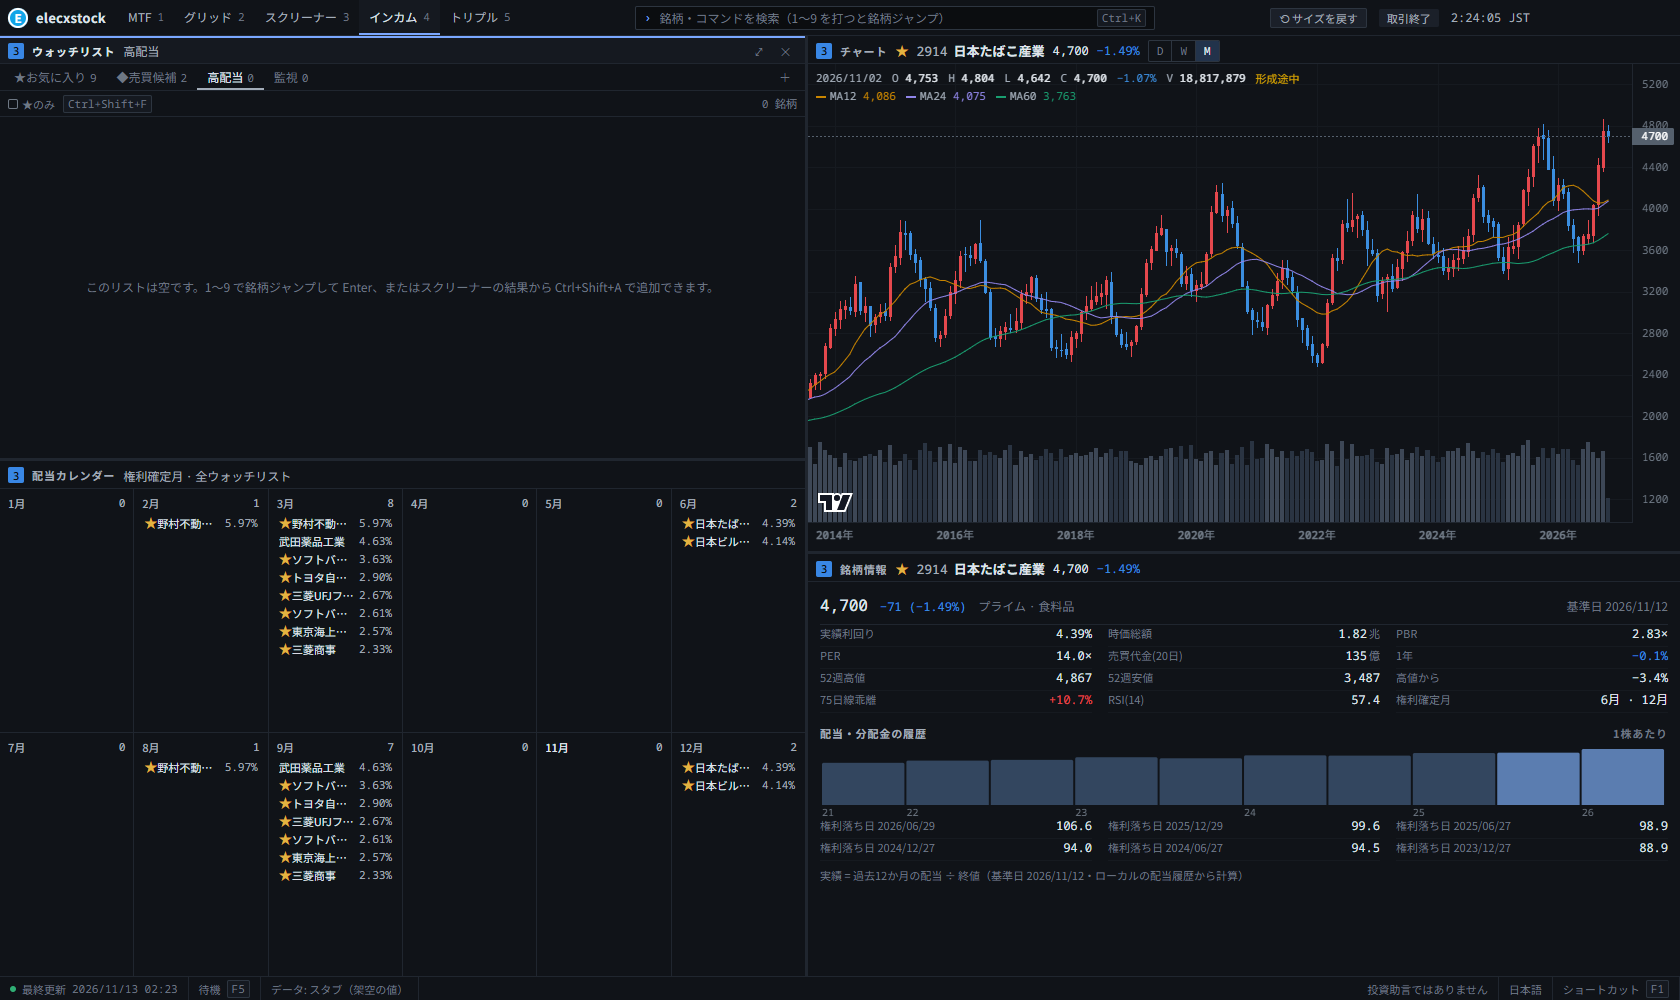 E elecxstock MTF 1 グリッド 2 スクリーナー 3 インカム 4 トリプル 5 › 銘柄・コマンドを検索（1〜9 を打つと銘柄ジャンプ） Ctrl+K サイズを戻す 取引終了 2:24:05 JST
3 ウォッチリスト 高配当
★お気に入り 9 ◆売買候補 2 高配当 0 監視 0 ＋
★のみ Ctrl+Shift+F 0 銘柄
このリストは空です。1〜9 で銘柄ジャンプして Enter、またはスクリーナーの結果から Ctrl+Shift+A で追加できます。
3 チャート ★ 2914 日本たばこ産業 4,700 −1.49% D W M
2026/11/02 O 4,753 H 4,804 L 4,642 C 4,700 −1.07% V 18,817,879 形成途中
MA12 4,086 MA24 4,075 MA60 3,763
5200
4800
4700
4400
4000
3600
3200
2800
2400
2000
1600
1200
2014年 2016年 2018年 2020年 2022年 2024年 2026年
3 配当カレンダー 権利確定月 · 全ウォッチリスト
1月 0
2月 1
★野村不動… 5.97%
3月 8
★野村不動… 5.97%
武田薬品工業 4.63%
★ソフトバ… 3.63%
★トヨタ自… 2.90%
★三菱UFJフ… 2.67%
★ソフトバ… 2.61%
★東京海上… 2.57%
★三菱商事 2.33%
4月 0
5月 0
6月 2
★日本たば… 4.39%
★日本ビル… 4.14%
7月 0
8月 1
★野村不動… 5.97%
9月 7
武田薬品工業 4.63%
★ソフトバ… 3.63%
★トヨタ自… 2.90%
★三菱UFJフ… 2.67%
★ソフトバ… 2.61%
★東京海上… 2.57%
★三菱商事 2.33%
10月 0
11月 0
12月 2
★日本たば… 4.39%
★日本ビル… 4.14%
3 銘柄情報 ★ 2914 日本たばこ産業 4,700 −1.49%
4,700 −71 (−1.49%) プライム · 食料品 基準日 2026/11/12
実績利回り 4.39% 時価総額 1.82 兆 PBR 2.83×
PER 14.0× 売買代金(20日) 135 億 1年 −0.1%
52週高値 4,867 52週安値 3,487 高値から −3.4%
75日線乖離 +10.7% RSI(14) 57.4 権利確定月 6月 · 12月
配当・分配金の履歴 1株あたり
21 22 23 24 25 26
権利落ち日 2026/06/29 106.6 権利落ち日 2025/12/29 99.6 権利落ち日 2025/06/27 98.9
権利落ち日 2024/12/27 94.0 権利落ち日 2024/06/27 94.5 権利落ち日 2023/12/27 88.9
実績 = 過去12か月の配当 ÷ 終値（基準日 2026/11/12・ローカルの配当履歴から計算）
最終更新 2026/11/13 02:23 待機 F5 データ: スタブ（架空の値） 投資助言ではありません 日本語 ショートカット F1